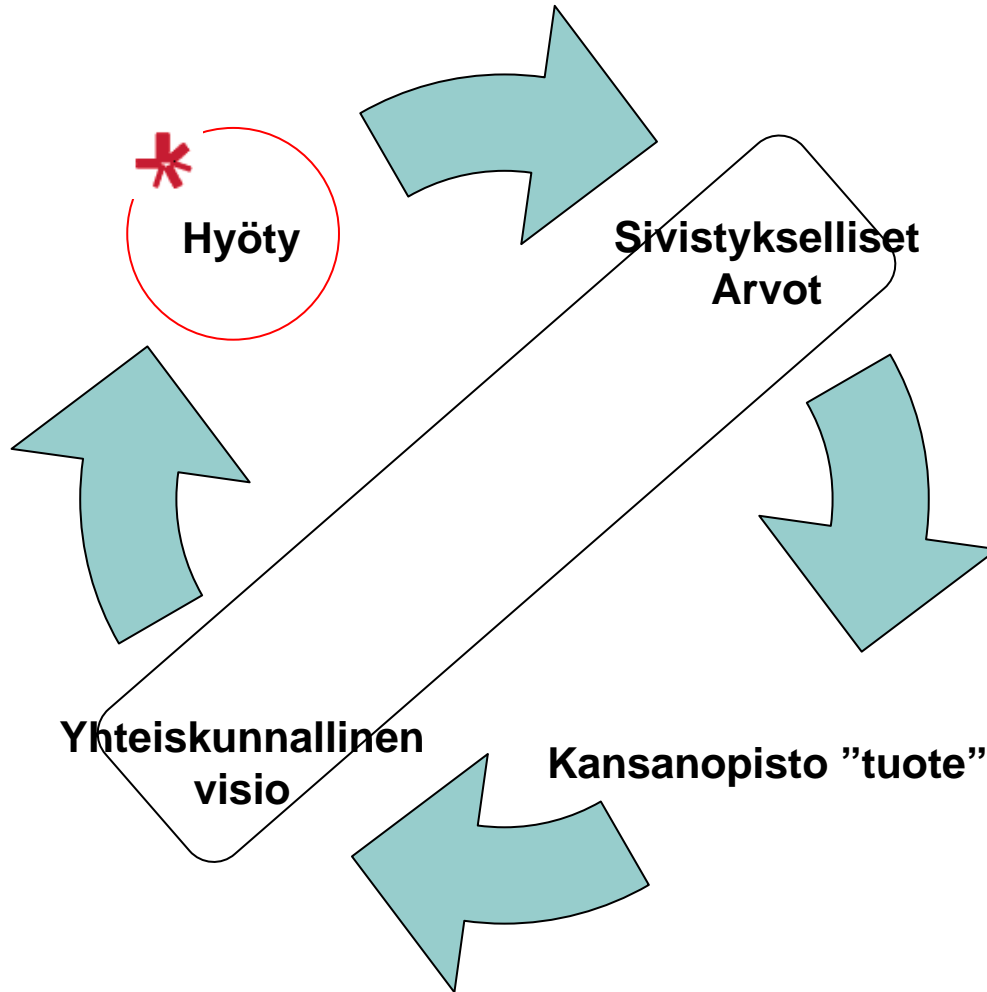 Hyöty
Sivistykselliset
Arvot
Yhteiskunnallinen
visio
Kansanopisto ”tuote”